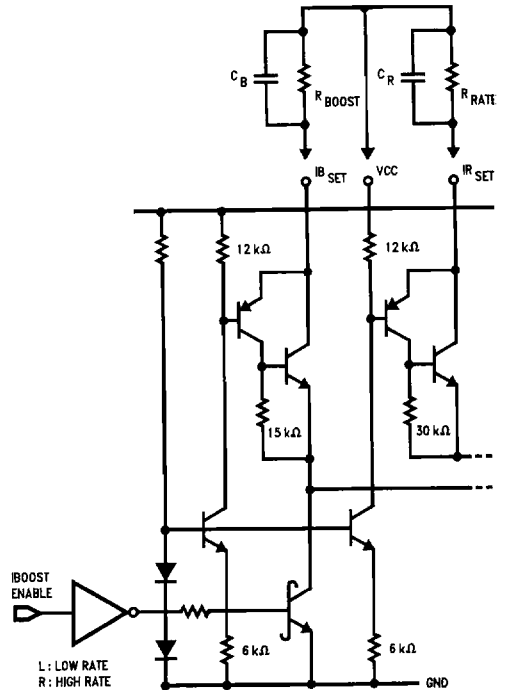 C B
R BOOST
C R
R RATE
IB SET
VCC
IR SET
12 kΩ
12 kΩ
15 kΩ
30 kΩ
IBOOST
ENABLE
6 kΩ
6 kΩ
L : LOW RATE
R : HIGH RATE
GND